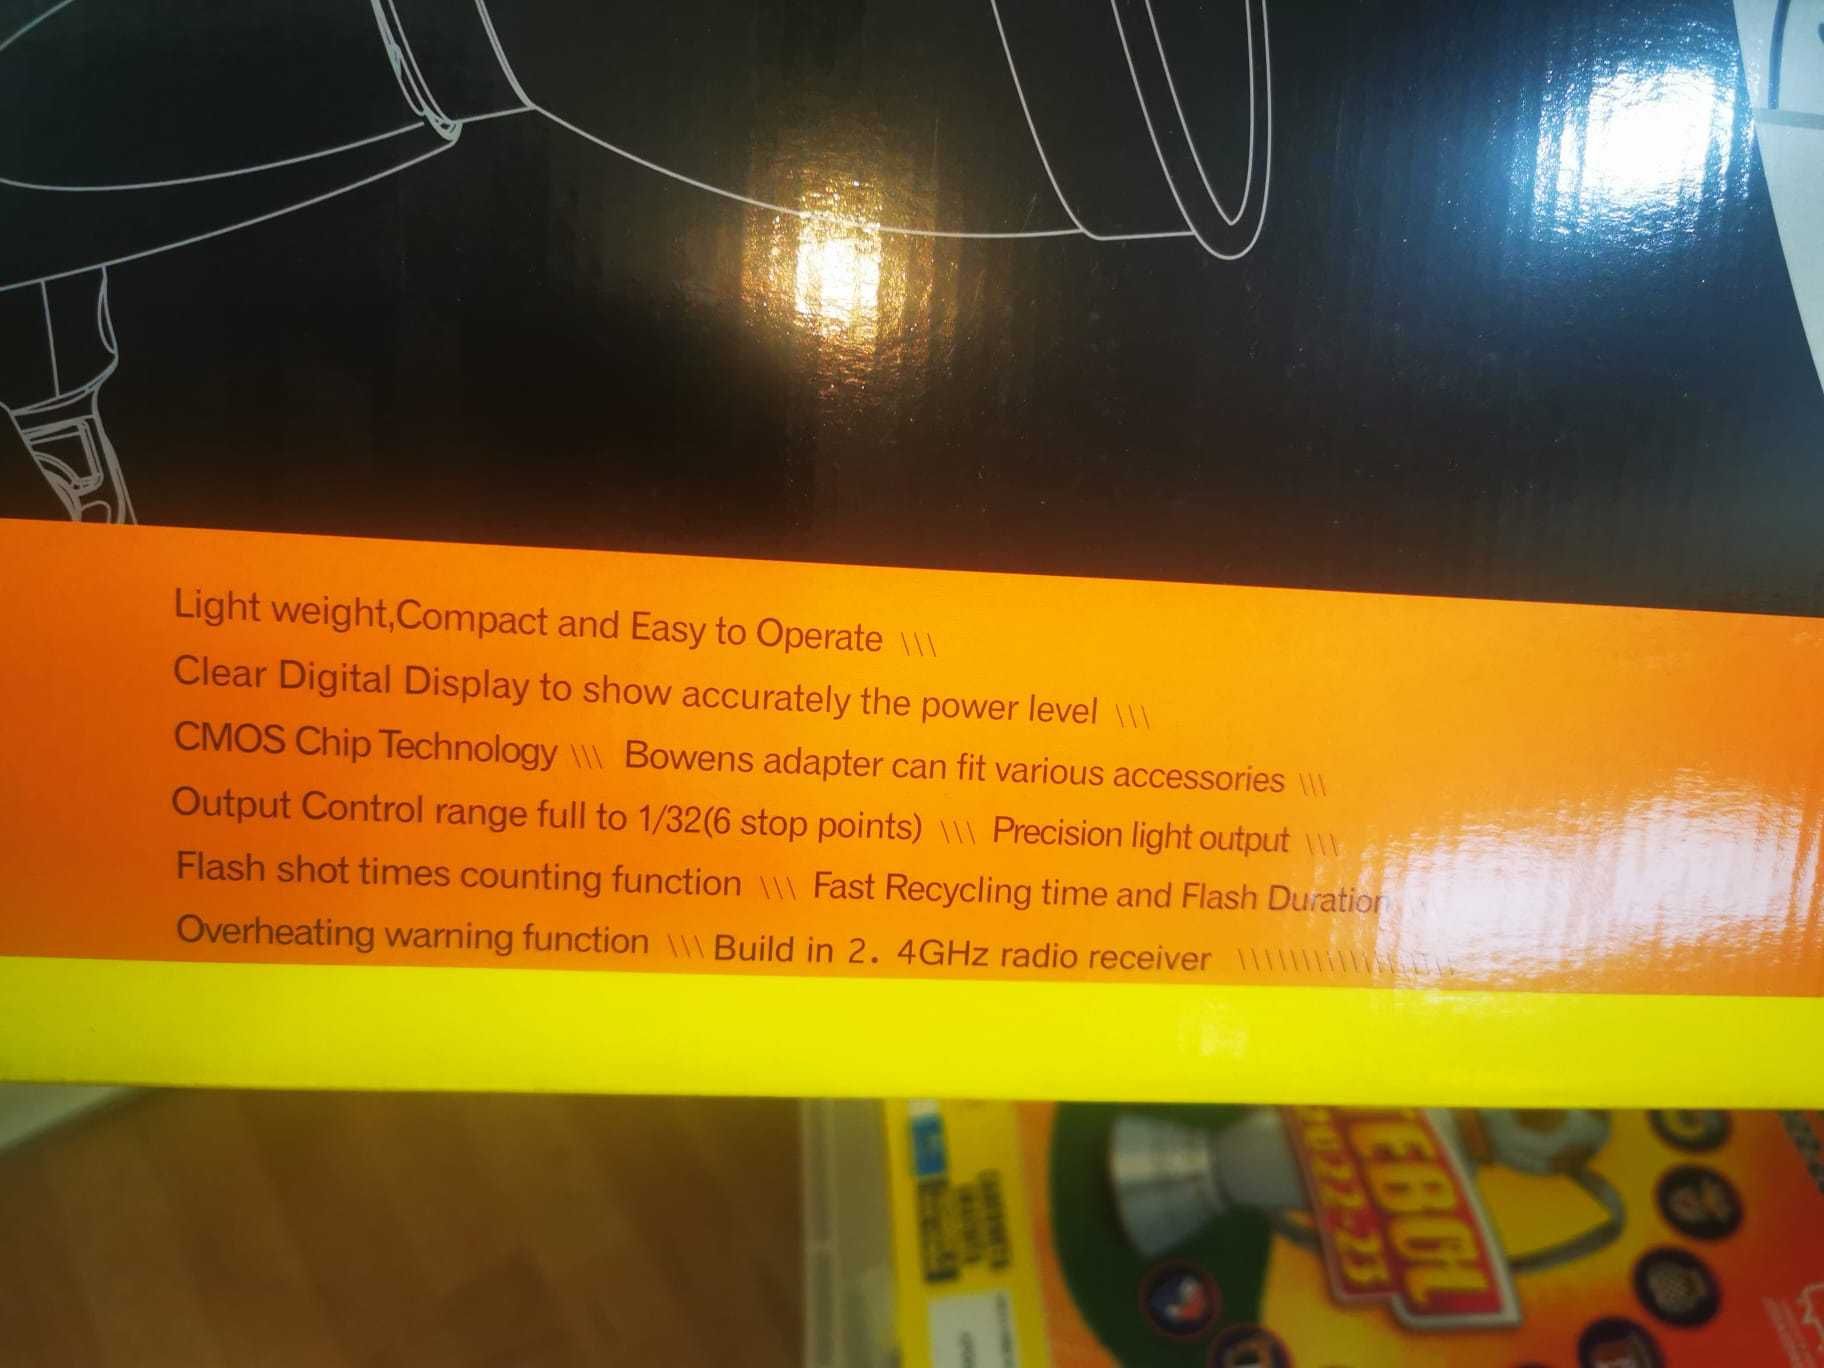 Light weight,Compact and Easy to Operate \\\
Clear Digital Display to show accurately the power level \\\
CMOS Chip Technology \\\ Bowens adapter can fit various accessories \\\
Output Control range full to 1/32(6 stop points) \\\ Precision light output \\\
Flash shot times counting function \\\ Fast Recycling time and Flash Duration
Overheating warning function \\\ Build in 2. 4GHz radio receiver
2022-23